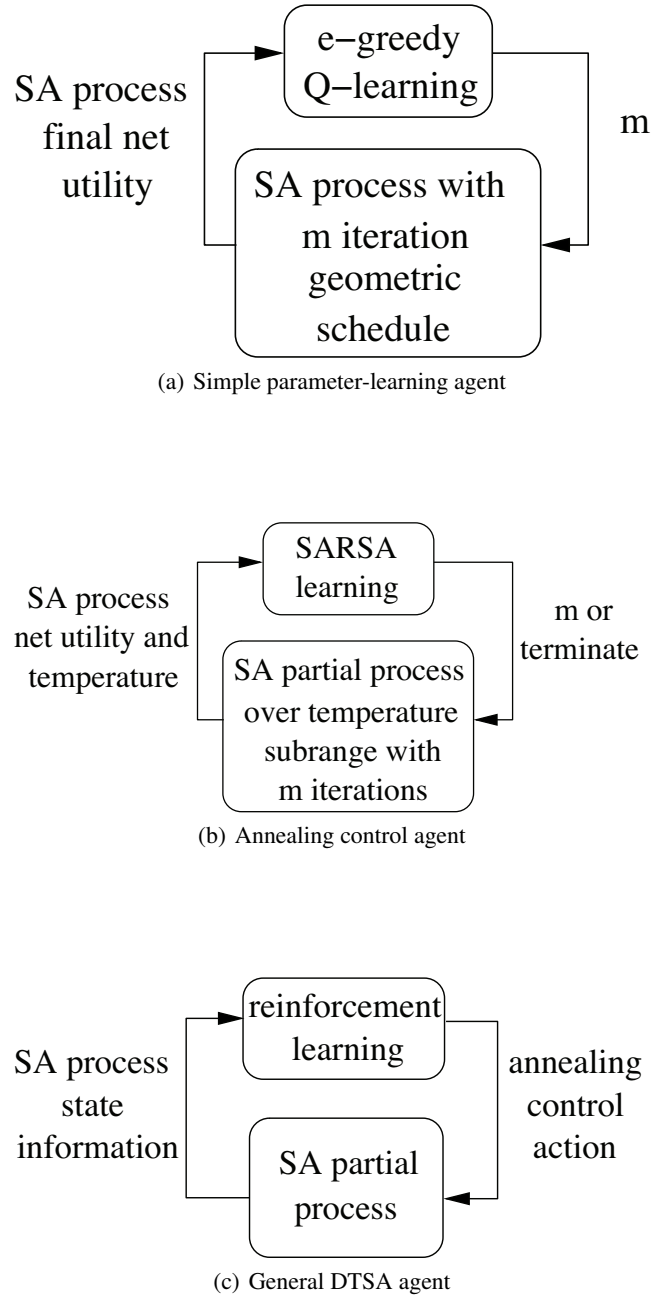 e−greedy
Q−learning
SA process
final net
utility
m
SA process with
m iteration
geometric
schedule
(a) Simple parameter-learning agent
SARSA
learning
SA process
net utility and
temperature
m or
terminate
SA partial process
over temperature
subrange with
m iterations
(b) Annealing control agent
reinforcement
learning
SA process
state
information
annealing
control
action
SA partial
process
(c) General DTSA agent